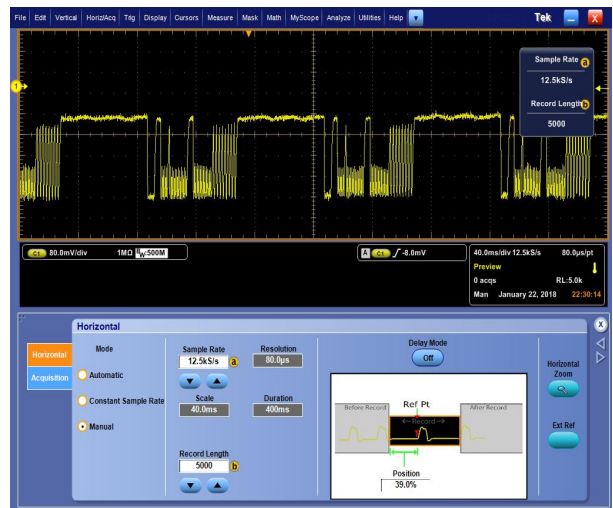 File Edit Vertical Horiz/Acq Trig Display Cursors Measure Mask Math MyScope Analyze Utilities Help Tek X
Sample Rate a
12.5kS/s
Record Length b
5000
1
C1 80.0mV/div 1MΩ BW:500M
A C1 -8.0mV
40.0ms/div 12.5kS/s 80.0µs/pt
Preview
0 acqs RL:5.0k
Man January 22, 2018 22:30:14
Horizontal X
Horizontal
Acquisition
Mode
Automatic
Constant Sample Rate
Manual
Sample Rate
12.5kS/s a
Resolution
80.0µs
Scale
40.0ms
Duration
400ms
Record Length
5000 b
Delay Mode
Off
Before Record
Ref Pt
After Record
Record
Position
39.0%
Horizontal
Zoom
Ext Ref